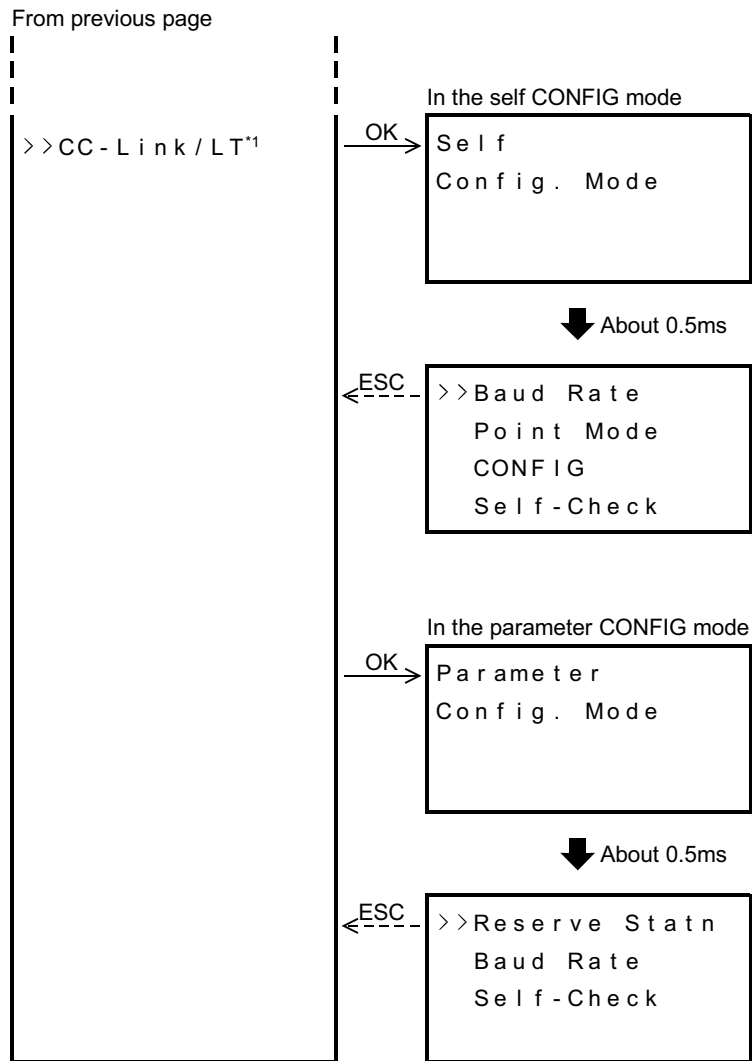 From previous page
In the self CONFIG mode
>>CC-Link/LT*1
OK
Self
Config. Mode
About 0.5ms
ESC
>>Baud Rate
Point Mode
CONFIG
Self-Check
In the parameter CONFIG mode
OK
Parameter
Config. Mode
About 0.5ms
ESC
>>Reserve Statn
Baud Rate
Self-Check